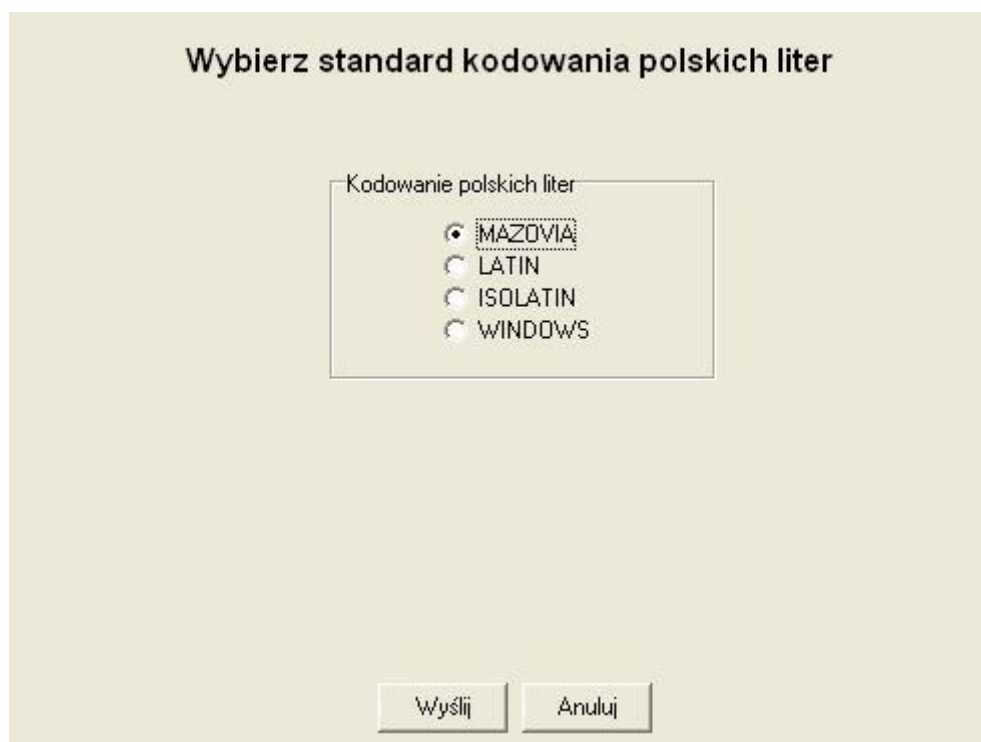 Wybierz standard kodowania polskich liter
Kodowanie polskich liter
MAZOVIA
LATIN
ISOLATIN
WINDOWS
Wyślij Anuluj